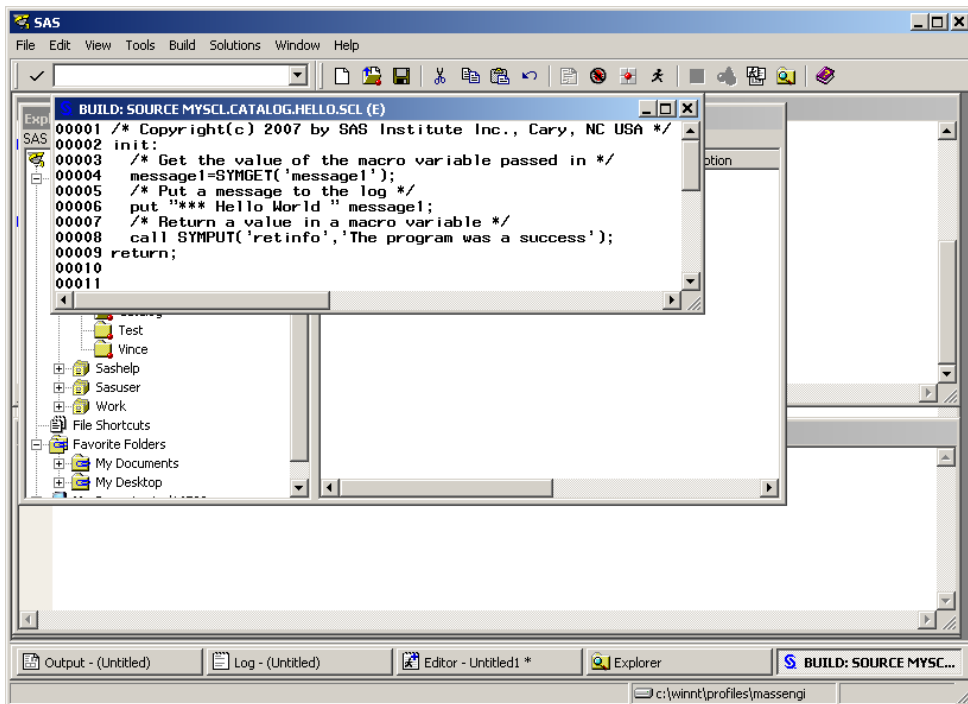 SAS
File Edit View Tools Build Solutions Window Help
BUILD: SOURCE MYSCL.CATALOG.HELLO.SCL (E)
SAS
00001 /* Copyright(c) 2007 by SAS Institute Inc., Cary, NC USA */
00002 init:
00003 /* Get the value of the macro variable passed in */
00004 message1=SYMGET('message1');
00005 /* Put a message to the log */
00006 put "*** Hello World " message1;
00007 /* Return a value in a macro variable */
00008 call SYMPUT('retinfo','The program was a success');
00009 return;
00010
00011
Test
Vince
Sashelp
Sasuser
Work
File Shortcuts
Favorite Folders
My Documents
My Desktop
Output - (Untitled)
Log - (Untitled)
Editor - Untitled1 *
Explorer
BUILD: SOURCE MYSC...
c:\winnt\profiles\massengi